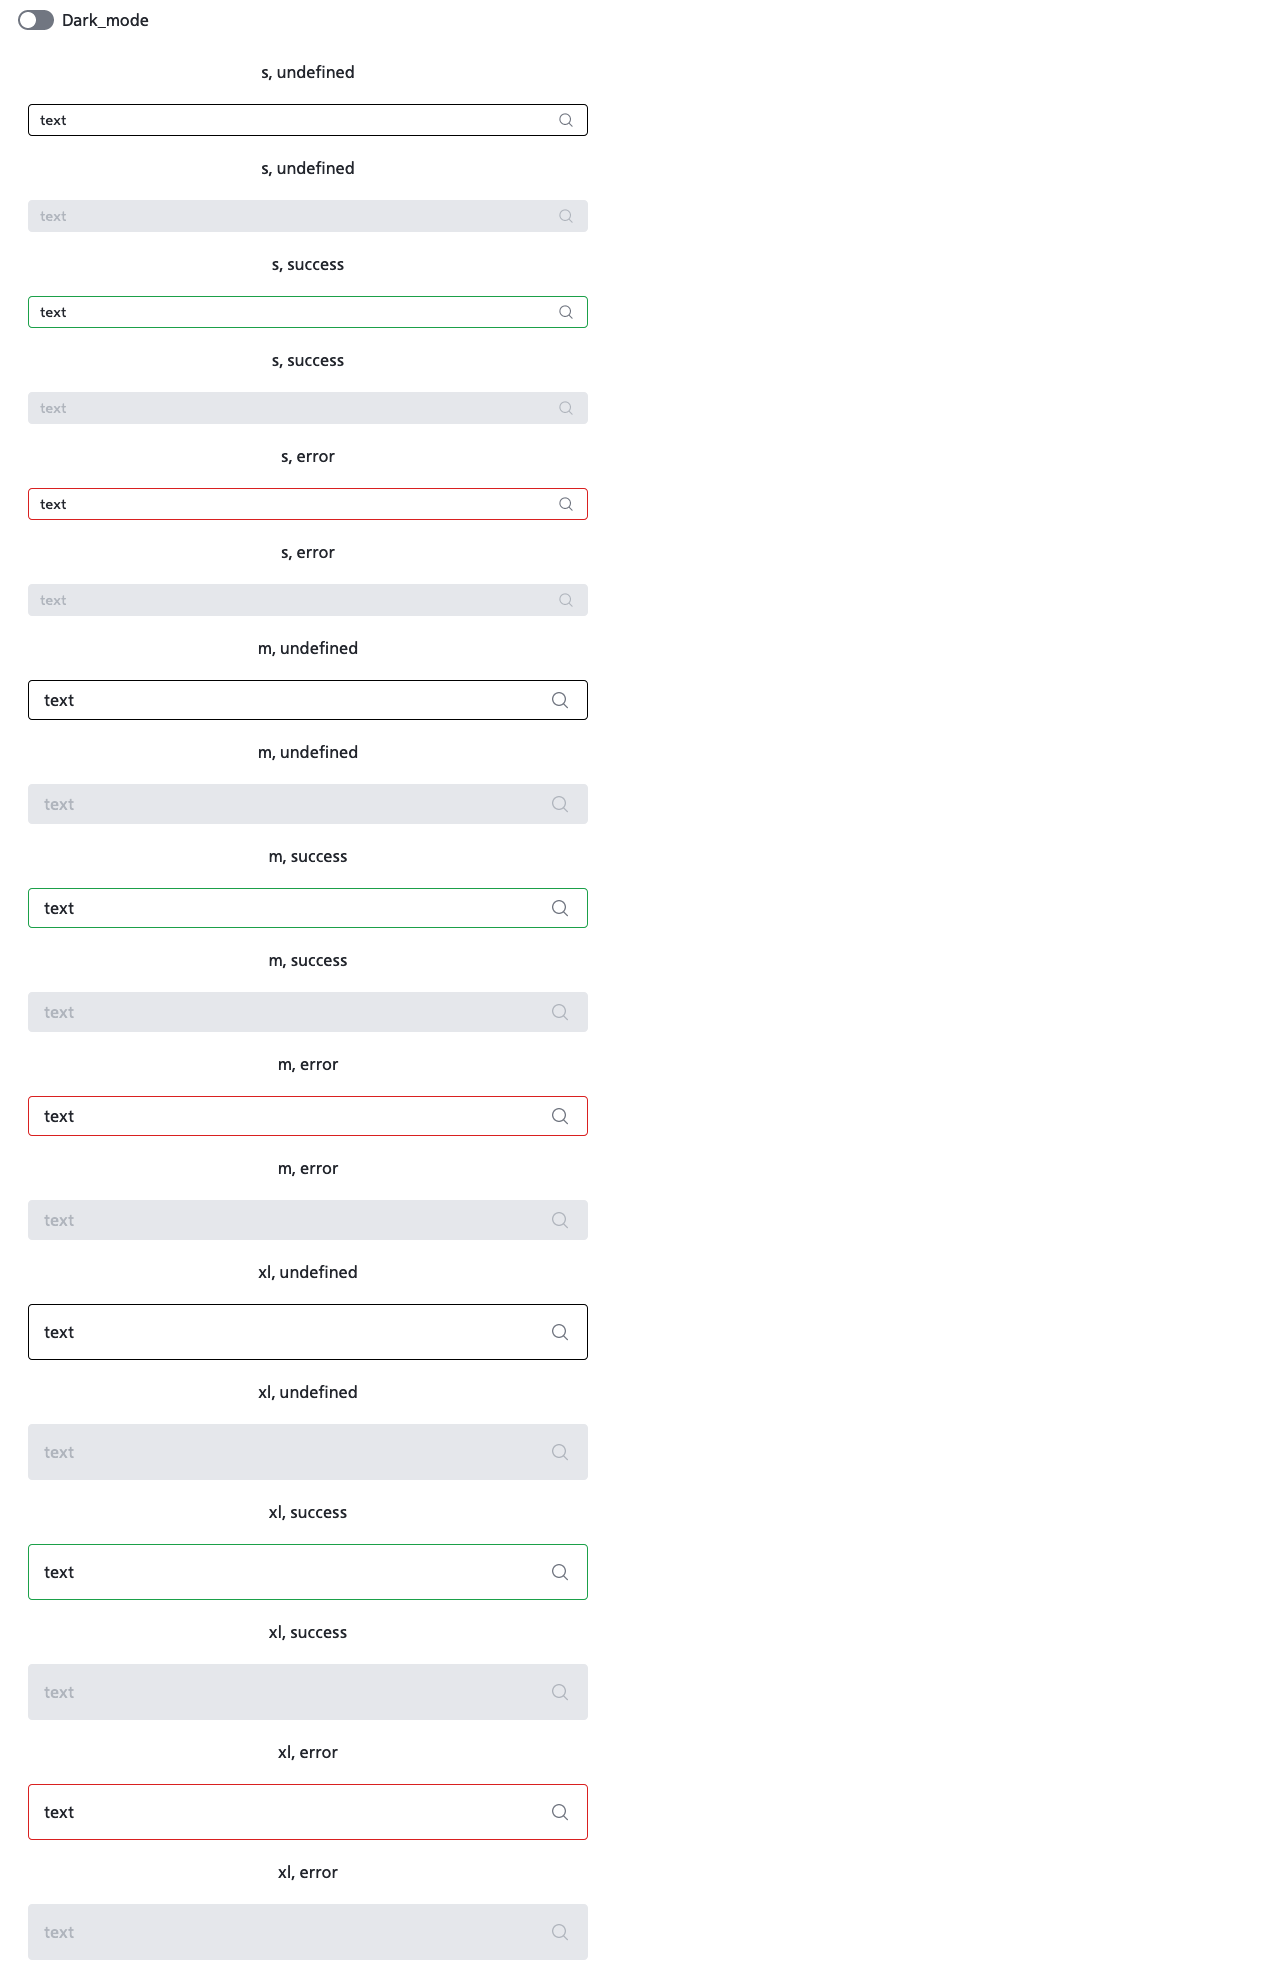 Dark_mode
s, undefined
text
s, undefined
text
s, success
text
s, success
text
s, error
text
s, error
text
m, undefined
text
m, undefined
text
m, success
text
m, success
text
m, error
text
m, error
text
xl, undefined
text
xl, undefined
text
xl, success
text
xl, success
text
xl, error
text
xl, error
text